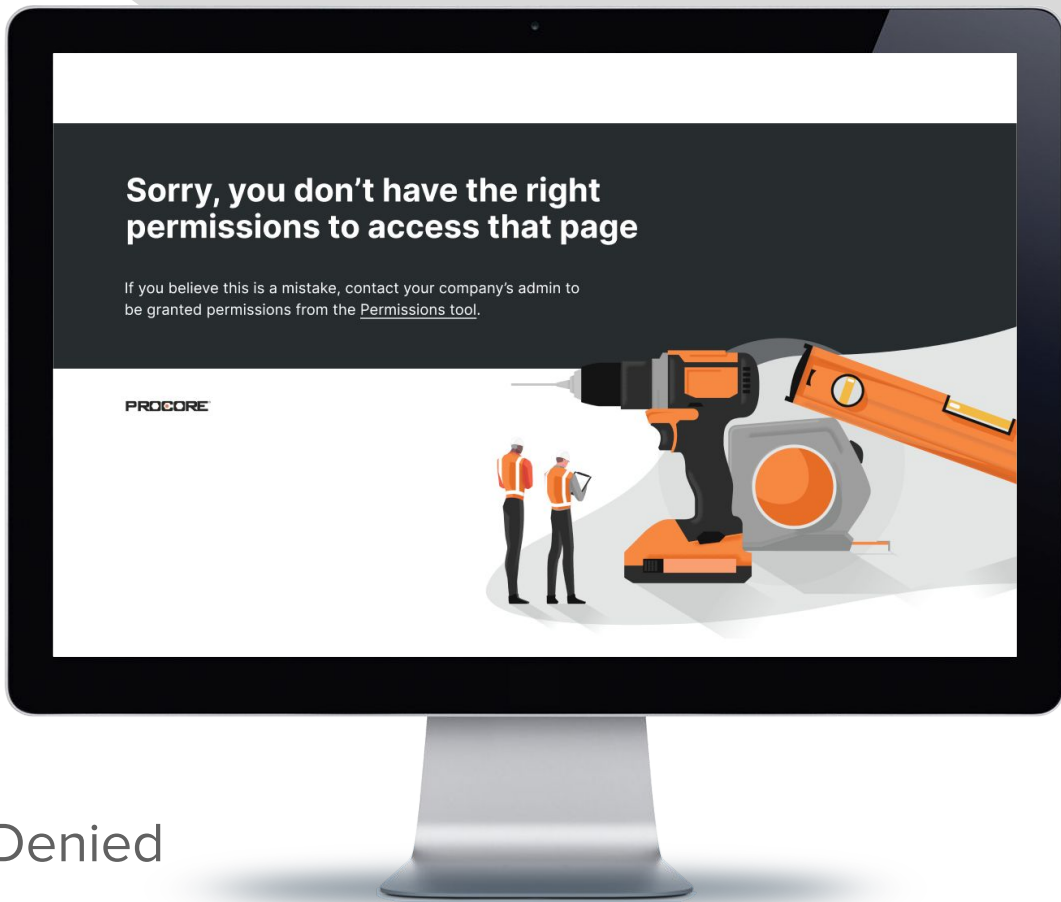 Sorry, you don’t have the right
permissions to access that page
If you believe this is a mistake, contact your company’s admin to
be granted permissions from the Permissions tool.
PROCORE
Denied